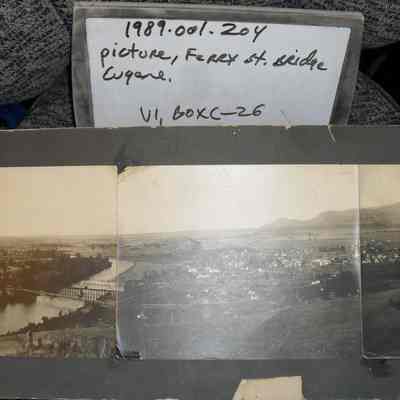 1989.001.204
picture, Ferry St. Bridge
Eugene.
V1, BOXC-26